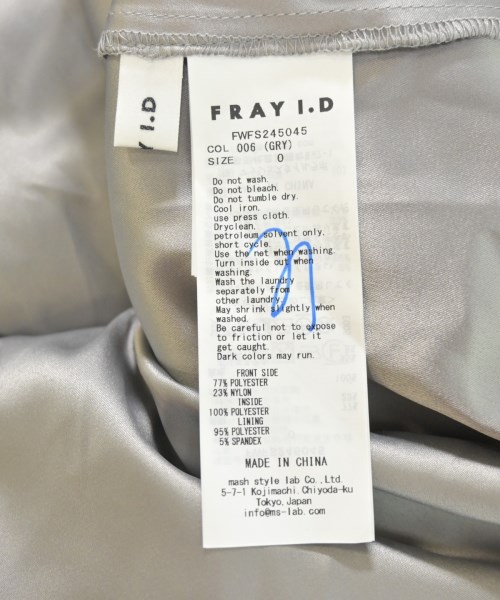 FRAY I.D
FWFS245045
COL 006 (GRY)
SIZE 0
Do not wash.
Do not bleach.
Do not tumble dry.
Cool iron,
use press cloth.
Dryclean,
petroleum solvent only.
short cycle.
Use the net when washing.
Turn inside out when
washing.
Wash the laundry
separately from
other laundry.
May shrink slightly when
washed.
Be careful not to expose
to friction or let it
get caught.
Dark colors may run.
FRONT SIDE
77% POLYESTER
23% NYLON
INSIDE
100% POLYESTER
LINING
95% POLYESTER
5% SPANDEX
MADE IN CHINA
mash style lab Co., Ltd.
5-7-1 Kojimachi, Chiyoda-ku
Tokyo, Japan
info@ms-lab.com
Y I.D